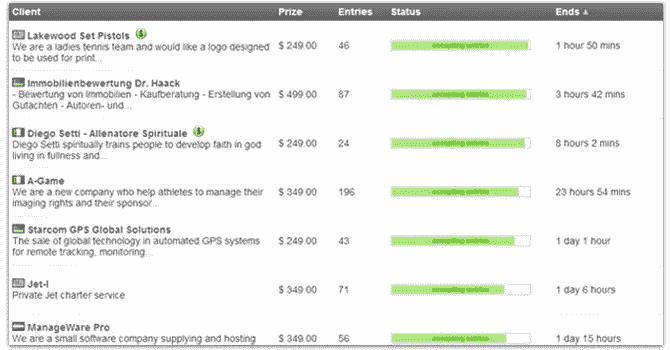 Client Prize Entries Status Ends
Lakewood Set Pistols
We are a ladies tennis team and would like a logo designed $ 249.00 46 accepting entries 1 hour 50 mins
to be used for print...
Immobilienbewertung Dr. Haack
- Bewertung von Immobilien - Kaufberatung - Erstellung von $ 499.00 87 accepting entries 3 hours 42 mins
Gutachten - Autoren- und...
Diego Setti - Allenatore Spirituale
Diego Setti spiritually trains people to develop faith in god $ 249.00 24 accepting entries 8 hours 2 mins
living in fullness and...
A-Game
We are a new company who help athletes to manage their $ 349.00 196 accepting entries 23 hours 54 mins
imaging rights and their sponsor...
Starcom GPS Global Solutions
The sale of global technology in automated GPS systems $ 249.00 43 accepting entries 1 day 1 hour
for remote tracking, monitoring...
Jet-I
Private Jet charter service $ 349.00 71 accepting entries 1 day 6 hours
ManageWare Pro
We are a small software company supplying and hosting $ 349.00 56 accepting entries 1 day 15 hours